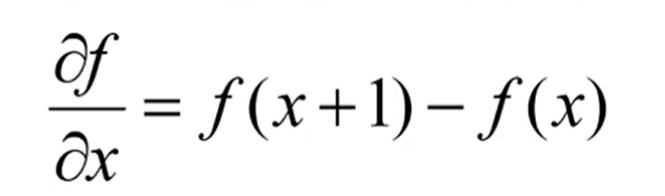 ∂f/∂x = f(x+1) − f(x)